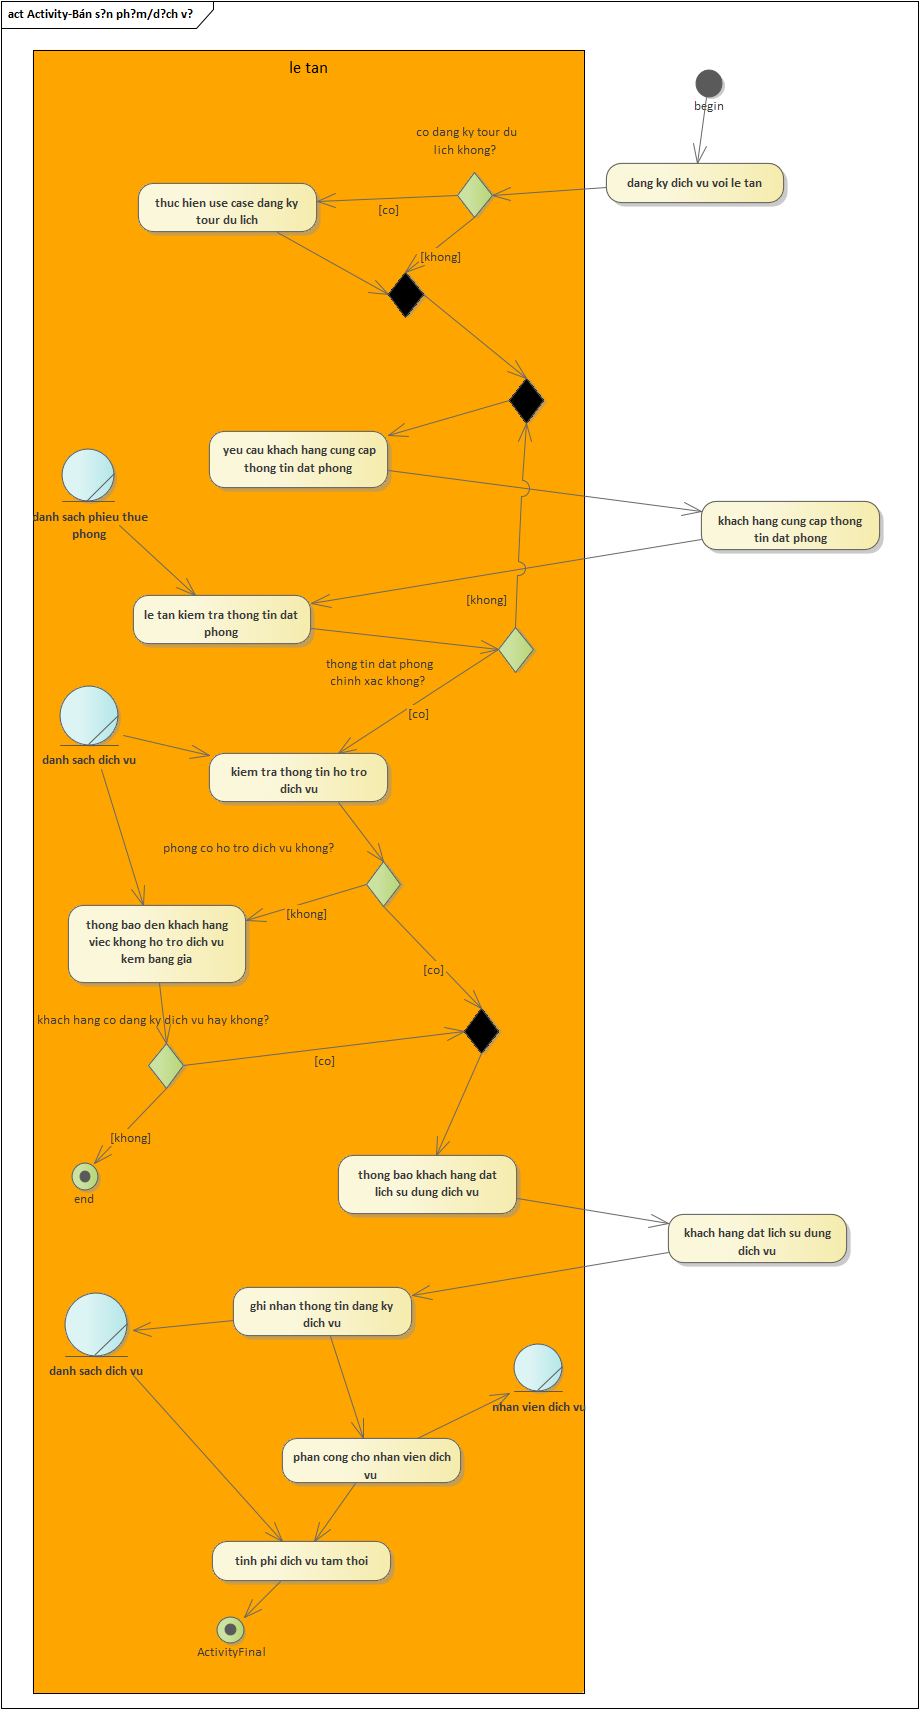 act Activity-Bán s?n ph?m/d?ch v?
le tan
begin
co dang ky tour du
lich khong?
dang ky dich vu voi le tan
thuc hien use case dang ky
tour du lich
[co]
[khong]
yeu cau khach hang cung cap
thong tin dat phong
danh sach phieu thue
phong
khach hang cung cap thong
tin dat phong
le tan kiem tra thong tin dat
phong
[khong]
thong tin dat phong
chinh xac khong?
[co]
danh sach dich vu
kiem tra thong tin ho tro
dich vu
phong co ho tro dich vu khong?
[khong]
thong bao den khach hang
viec khong ho tro dich vu
kem bang gia
[co]
khach hang co dang ky dich vu hay khong?
[co]
[khong]
end
thong bao khach hang dat
lich su dung dich vu
khach hang dat lich su dung
dich vu
ghi nhan thong tin dang ky
dich vu
danh sach dich vu
nhan vien dich vu
phan cong cho nhan vien dich
vu
tinh phi dich vu tam thoi
ActivityFinal